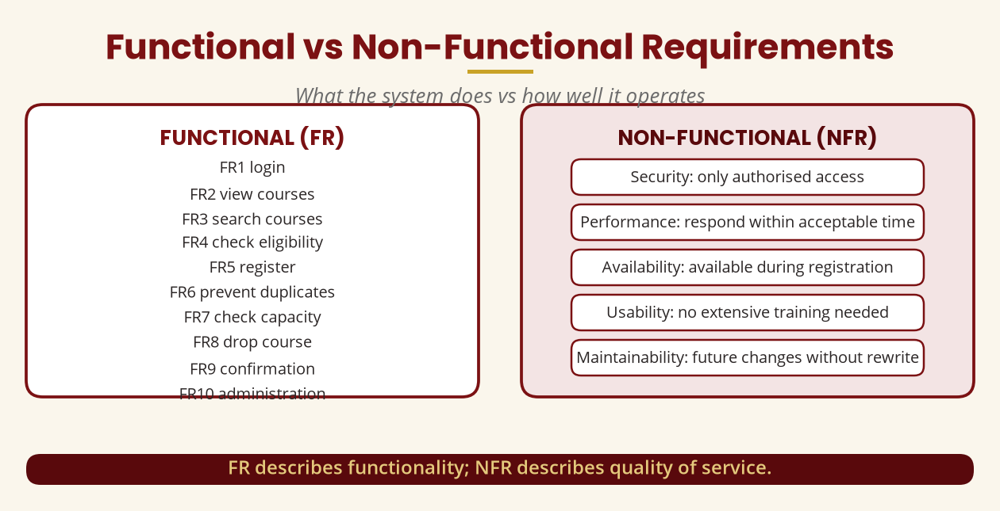 Functional vs Non-Functional Requirements
What the system does vs how well it operates
FUNCTIONAL (FR)
FR1 login
FR2 view courses
FR3 search courses
FR4 check eligibility
FR5 register
FR6 prevent duplicates
FR7 check capacity
FR8 drop course
FR9 confirmation
FR10 administration
NON-FUNCTIONAL (NFR)
Security: only authorised access
Performance: respond within acceptable time
Availability: available during registration
Usability: no extensive training needed
Maintainability: future changes without rewrite
FR describes functionality; NFR describes quality of service.